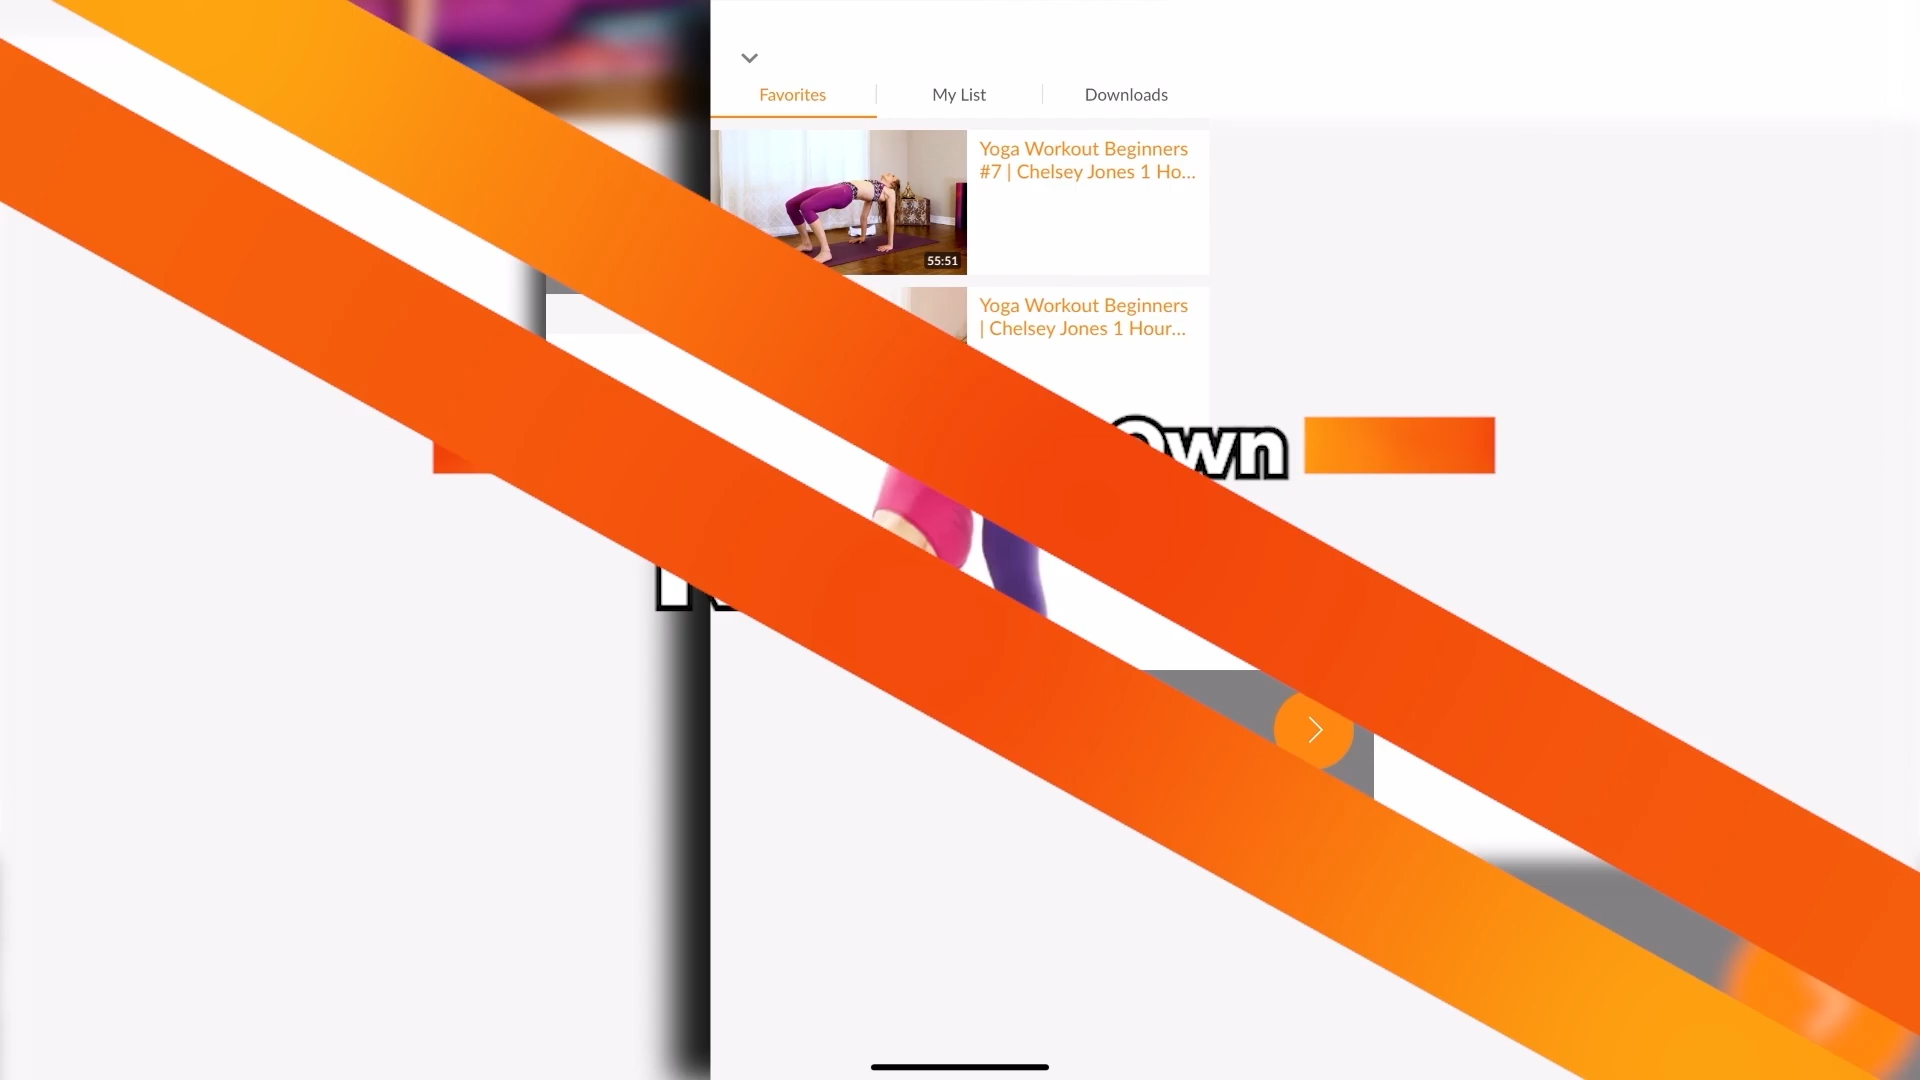 Favorites
My List
Downloads
Yoga Workout Beginners
#7 | Chelsey Jones 1 Ho...
55:51
Yoga Workout Beginners
| Chelsey Jones 1 Hour...
Own